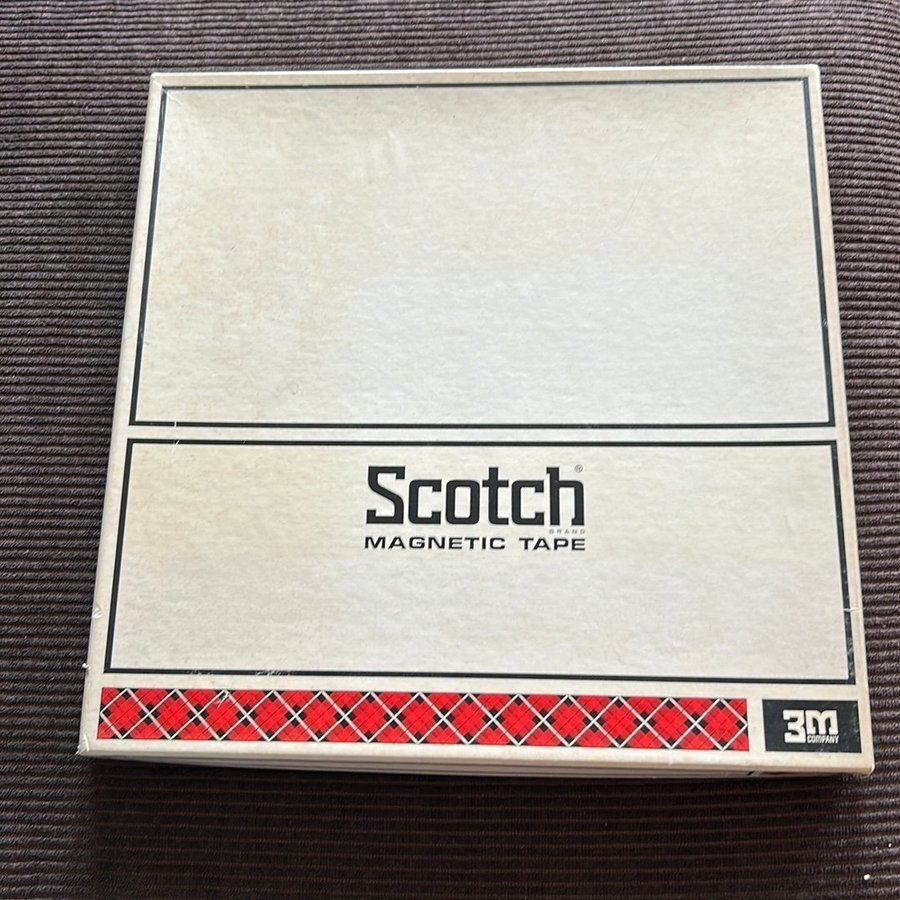 Scotch®
BRAND
MAGNETIC TAPE
3M
COMPANY